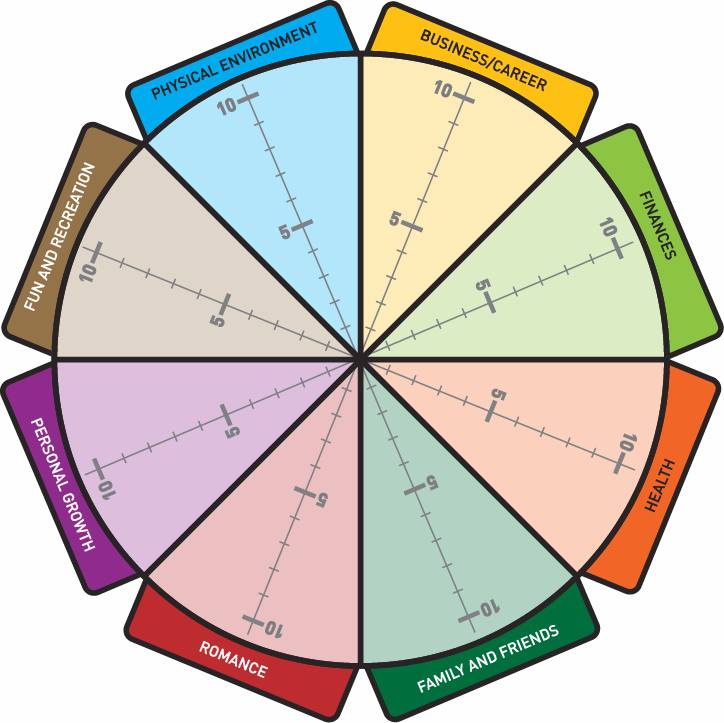 PHYSICAL ENVIRONMENT
10
5
BUSINESS/CAREER
10
5
FINANCES
10
5
HEALTH
10
5
FAMILY AND FRIENDS
10
5
ROMANCE
10
5
PERSONAL GROWTH
10
5
FUN AND RECREATION
10
5